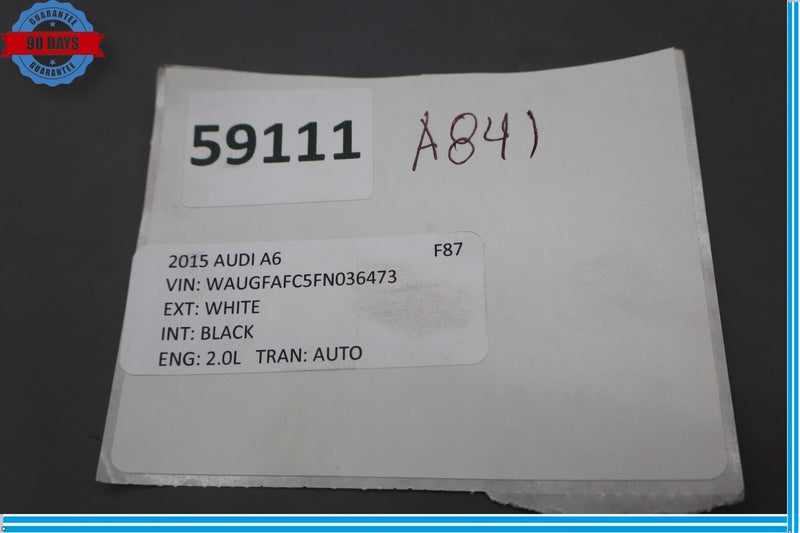 GUARANTEE
90 DAYS
GUARANTEE
59111
A841
2015 AUDI A6 F87
VIN: WAUGFAFC5FN036473
EXT: WHITE
INT: BLACK
ENG: 2.0L TRAN: AUTO